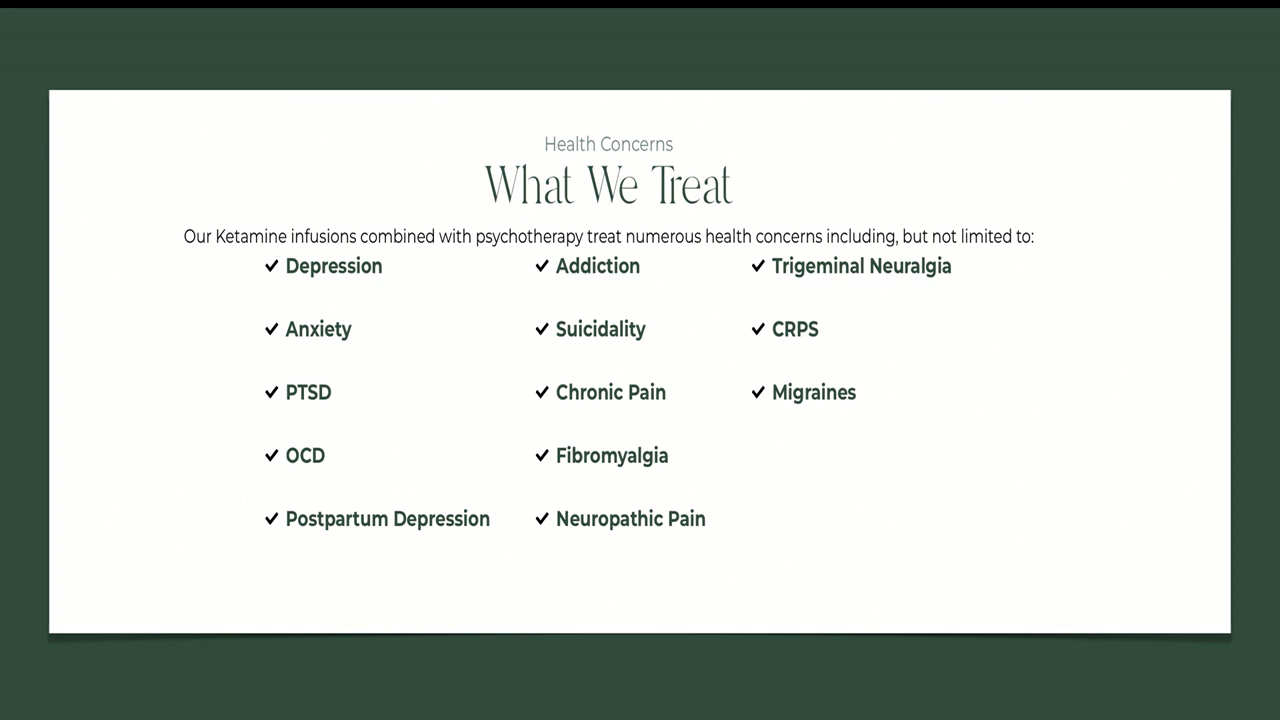 Health Concerns
What We Treat
Our Ketamine infusions combined with psychotherapy treat numerous health concerns including, but not limited to:
Depression
Anxiety
PTSD
OCD
Postpartum Depression
Addiction
Suicidality
Chronic Pain
Fibromyalgia
Neuropathic Pain
Trigeminal Neuralgia
CRPS
Migraines